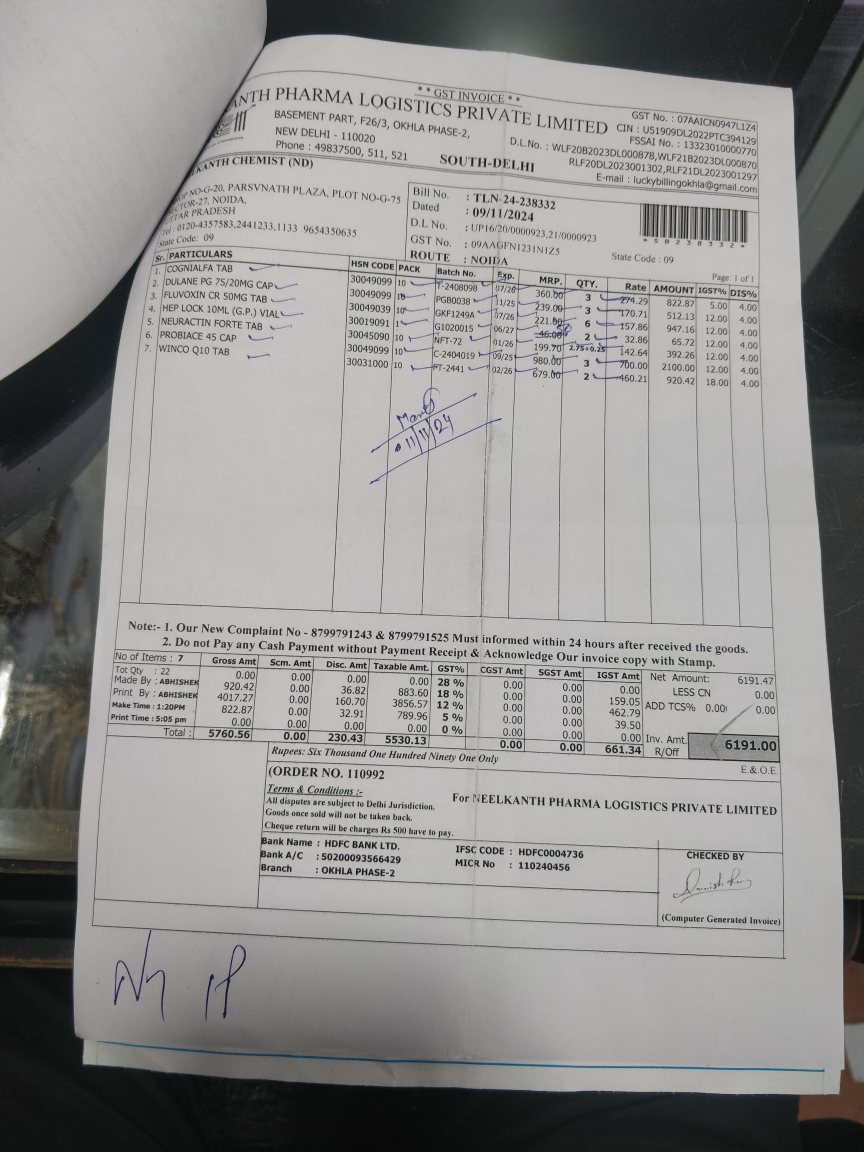 * * GST INVOICE * *
ANTH PHARMA LOGISTICS PRIVATE LIMITED
BASEMENT PART, F26/3, OKHLA PHASE-2,
NEW DELHI - 110020
Phone : 49837500, 511, 521
SOUTH-DELHI
GST No. : 07AAICN0947L1Z4
CIN : U51909DL2022PTC394129
FSSAI No. : 13323010000770
D.L.No. : WLF20B2023DL000878,WLF21B2023DL000870
RLF20DL2023001302,RLF21DL2023001297
E-mail : luckybillingokhla@gmail.com
LKANTH CHEMIST (ND)
OP NO-G-20, PARSVNATH PLAZA, PLOT NO-G-75
CTOR-27, NOIDA,
TTAR PRADESH
Tel : 0120-4357583,2441233,1133 9654350635
State Code: 09
Bill No. : TLN-24-238332
Dated : 09/11/2024
D.L No. : UP16/20/0000923,21/0000923
GST No. : 09AAGFN1231N1Z5
ROUTE : NOIDA
State Code : 09
*58238332*
Page: 1 of 1
Sr. PARTICULARS HSN CODE PACK Batch No. Exp. MRP. QTY. Rate AMOUNT IGST% DIS%
1. COGNIALFA TAB 30049099 10 T-2408098 07/26 360.00 3 274.29 822.87 5.00 4.00
2. DULANE PG 75/20MG CAP 30049099 10 PGB0038 11/25 239.00 3 170.71 512.13 12.00 4.00
3. FLUVOXIN CR 50MG TAB 30049039 10 GKF1249A 07/26 221.00 6 157.86 947.16 12.00 4.00
4. HEP LOCK 10ML (G.P.) VIAL 30019091 1 G1020015 06/27 46.00 2 32.86 65.72 12.00 4.00
5. NEURACTIN FORTE TAB 30045090 10 NFT-72 01/26 199.70 2.75+0.25 142.64 392.26 12.00 4.00
6. PROBIACE 45 CAP 30049099 10 C-2404019 09/25 980.00 3 700.00 2100.00 12.00 4.00
7. WINCO Q10 TAB 30031000 10 FT-2441 02/26 679.00 2 460.21 920.42 18.00 4.00
11/11/24
Note:- 1. Our New Complaint No - 8799791243 & 8799791525 Must informed within 24 hours after received the goods.
2. Do not Pay any Cash Payment without Payment Receipt & Acknowledge Our invoice copy with Stamp.
No of Items : 7
Tot Qty : 22
Made By : ABHISHEK
Print By : ABHISHEK
Make Time : 1:20PM
Print Time : 5:05 pm
Gross Amt Scm. Amt Disc. Amt Taxable Amt. GST% CGST Amt SGST Amt IGST Amt
0.00 0.00 0.00 0.00 28 % 0.00 0.00 0.00
920.42 0.00 36.82 883.60 18 % 0.00 0.00 159.05
4017.27 0.00 160.70 3856.57 12 % 0.00 0.00 462.79
822.87 0.00 32.91 789.96 5 % 0.00 0.00 39.50
0.00 0.00 0.00 0.00 0 % 0.00 0.00 0.00
Total : 5760.56 0.00 230.43 5530.13 0.00 0.00 661.34
Net Amount: 6191.47
LESS CN 0.00
ADD TCS% 0.00 0.00
Inv. Amt. R/Off 6191.00
Rupees: Six Thousand One Hundred Ninety One Only
E.& O.E
(ORDER NO. 110992
Terms & Conditions :-
All disputes are subject to Delhi Jurisdiction.
Goods once sold will not be taken back.
Cheque return will be charges Rs 500 have to pay.
For NEELKANTH PHARMA LOGISTICS PRIVATE LIMITED
Bank Name : HDFC BANK LTD.
Bank A/C : 50200093566429
Branch : OKHLA PHASE-2
IFSC CODE : HDFC0004736
MICR No : 110240456
CHECKED BY
(Computer Generated Invoice)